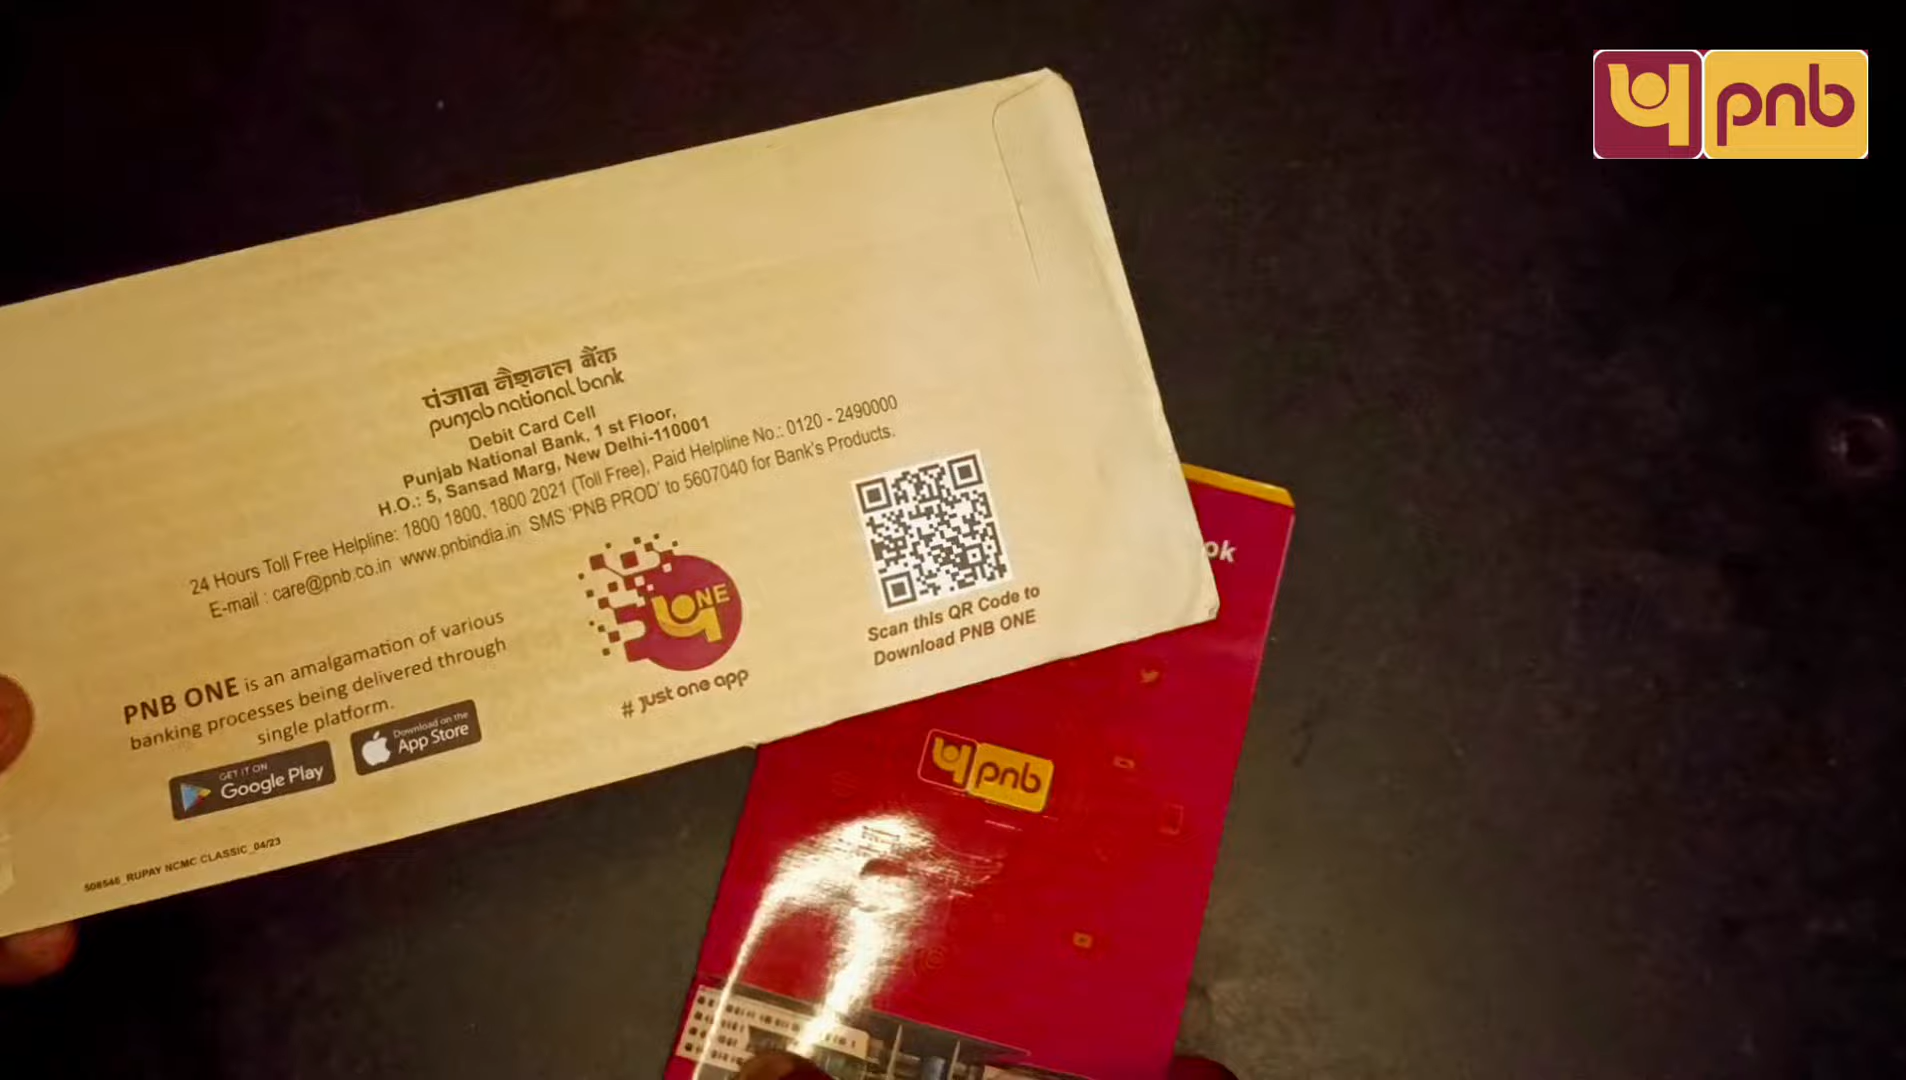 pnb
पंजाब नैशनल बैंक
punjab national bank
Debit Card Cell
Punjab National Bank, 1 st Floor,
H.O.: 5, Sansad Marg, New Delhi-110001
24 Hours Toll Free Helpline: 1800 1800, 1800 2021 (Toll Free), Paid Helpline No.: 0120 - 2490000
E-mail : care@pnb.co.in www.pnbindia.in SMS 'PNB PROD' to 5607040 for Bank's Products.
PNB ONE is an amalgamation of various
banking processes being delivered through
single platform.
GET IT ON
Google Play
Download on the
App Store
ONE
# just one app
Scan this QR Code to
Download PNB ONE
508546_RUPAY NCMC CLASSIC_04/23
pnb